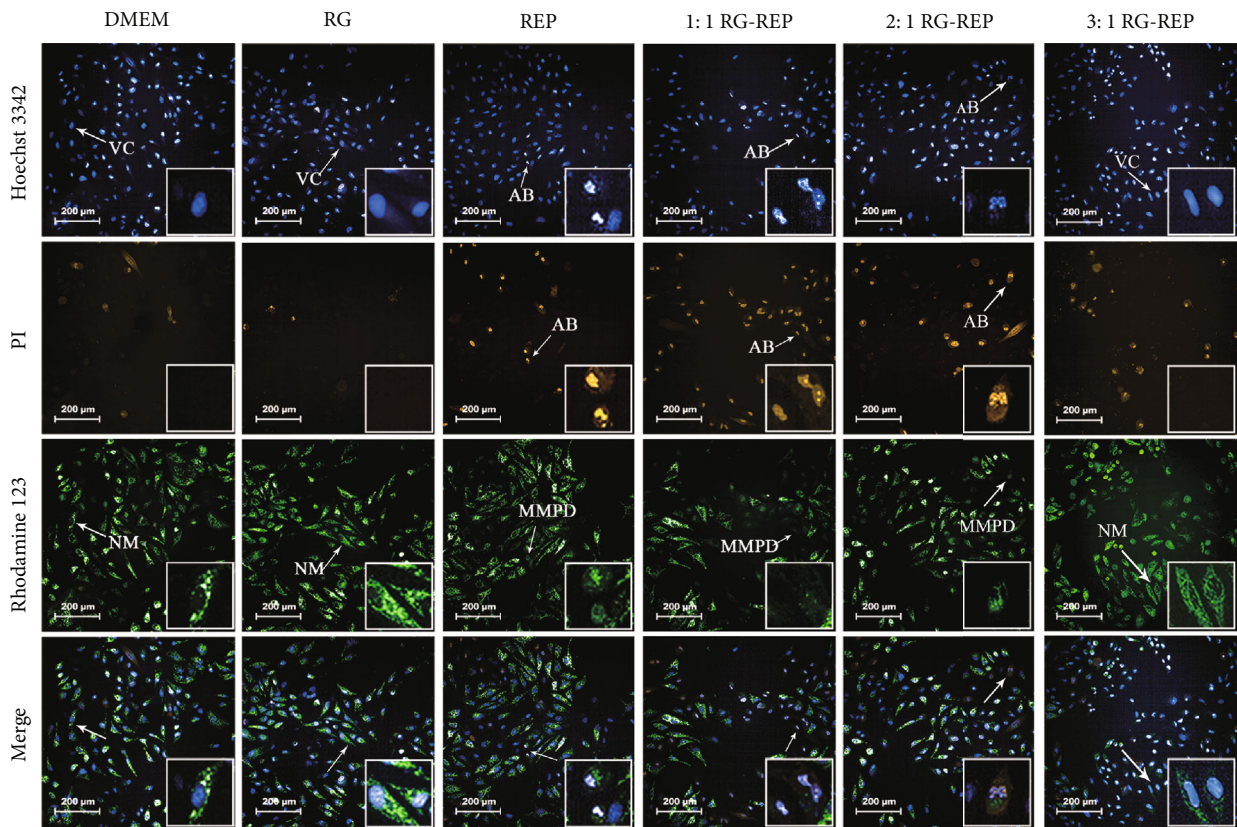 DMEM RG REP 1: 1 RG-REP 2: 1 RG-REP 3: 1 RG-REP
Hoechst 3342
VC
VC
AB
AB
AB
VC
200 µm 200 µm 200 µm 200 µm 200 µm 200 µm
PI
AB
AB
AB
200 µm 200 µm 200 µm 200 µm 200 µm 200 µm
Rhodamine 123
NM
NM
MMPD
MMPD
MMPD
NM
200 µm 200 µm 200 µm 200 µm 200 µm 200 µm
Merge
200 µm 200 µm 200 µm 200 µm 200 µm 200 µm